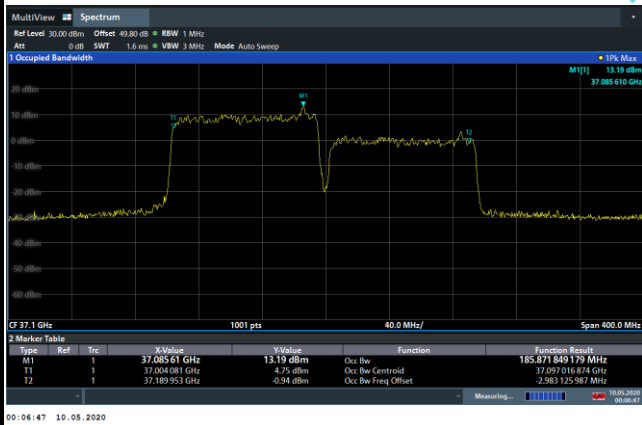 MultiView Spectrum
Ref Level 30.00 dBm Offset 49.80 dB RBW 1 MHz
Att 0 dB SWT 1.6 ms VBW 3 MHz Mode Auto Sweep
1 Occupied Bandwidth 1Pk Max
M1[1] 13.19 dBm
37.085 610 GHz
20 dBm
M1
10 dBm
T1
0 dBm
T2
-10 dBm
-20 dBm
-40 dBm
-50 dBm
-60 dBm
CF 37.1 GHz 1001 pts 40.0 MHz/ Span 400.0 MHz
2 Marker Table
Type Ref Trc X-Value Y-Value Function Function Result
M1 1 37.085 61 GHz 13.19 dBm Occ Bw 185.871 849 179 MHz
T1 1 37.004 081 GHz 4.75 dBm Occ Bw Centroid 37.097 016 874 GHz
T2 1 37.189 953 GHz -0.94 dBm Occ Bw Freq Offset -2.983 125 987 MHz
Measuring... 10.05.2020
00:06:47
00:06:47 10.05.2020